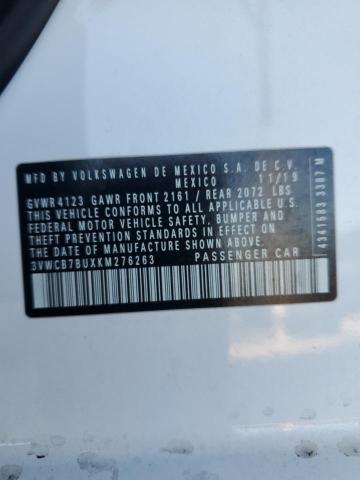 MFD. BY VOLKSWAGEN DE MEXICO S.A. DE C.V.
MEXICO 11/19
GVWR 4123 GAWR FRONT 2161 / REAR 2072 LBS
THIS VEHICLE CONFORMS TO ALL APPLICABLE U.S.
FEDERAL MOTOR VEHICLE SAFETY, BUMPER AND
THEFT PREVENTION STANDARDS IN EFFECT ON
THE DATE OF MANUFACTURE SHOWN ABOVE.
3VWCB7BUXKM276263 PASSENGER CAR
4341683 3387 M